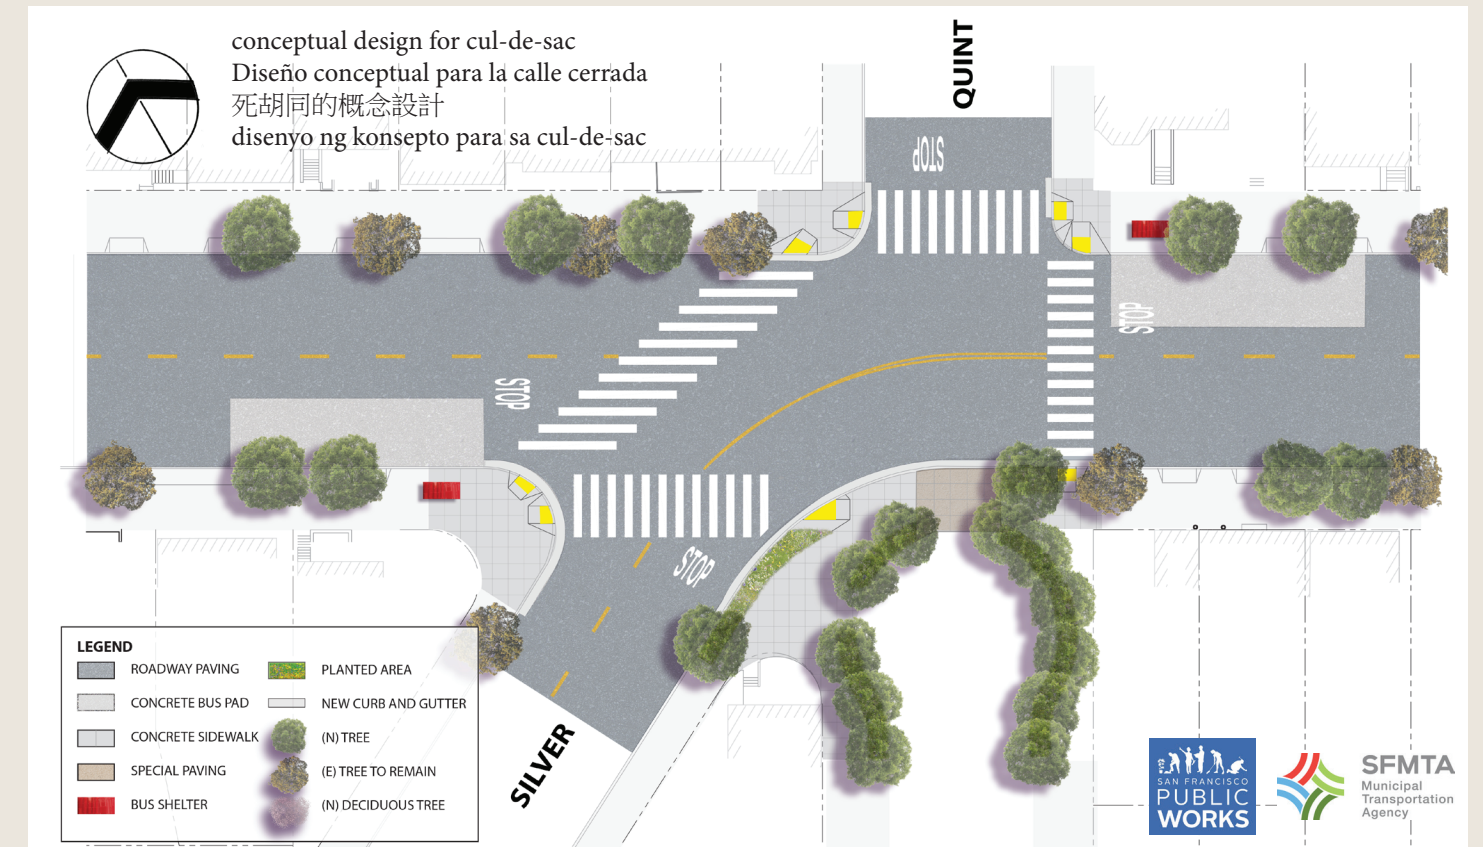 conceptual design for cul-de-sac
Diseño conceptual para la calle cerrada
死胡同的概念設計
disenyo ng konsepto para sa cul-de-sac
QUINT
STOP
STOP
STOP
STOP
SILVER
LEGEND
ROADWAY PAVING
CONCRETE BUS PAD
CONCRETE SIDEWALK
SPECIAL PAVING
BUS SHELTER
PLANTED AREA
NEW CURB AND GUTTER
(N) TREE
(E) TREE TO REMAIN
(N) DECIDUOUS TREE
SAN FRANCISCO
PUBLIC
WORKS
SFMTA
Municipal
Transportation
Agency